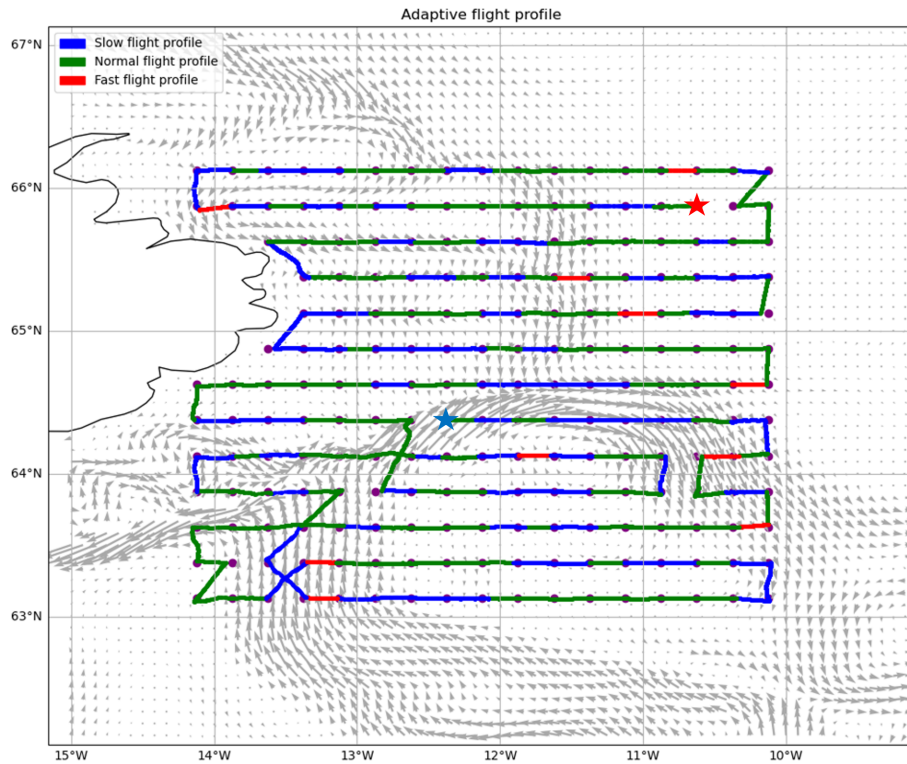 Adaptive flight profile
67°N
Slow flight profile
Normal flight profile
Fast flight profile
66°N
65°N
64°N
63°N
15°W 14°W 13°W 12°W 11°W 10°W